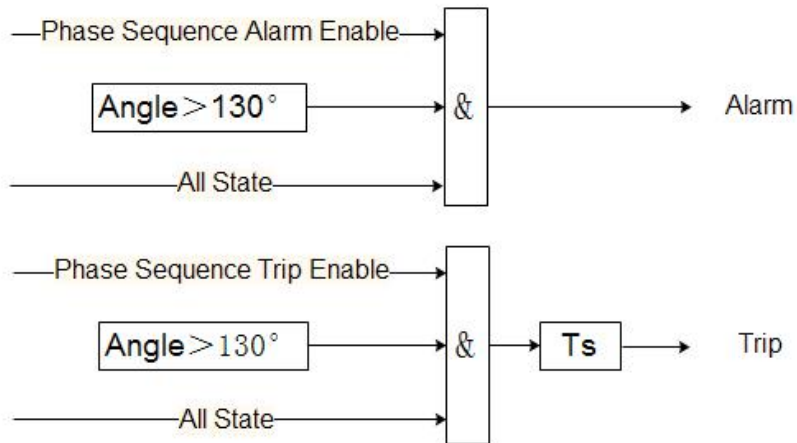 Phase Sequence Alarm Enable
Angle＞130°
&
Alarm
All State
Phase Sequence Trip Enable
Angle＞130°
&
Ts
Trip
All State